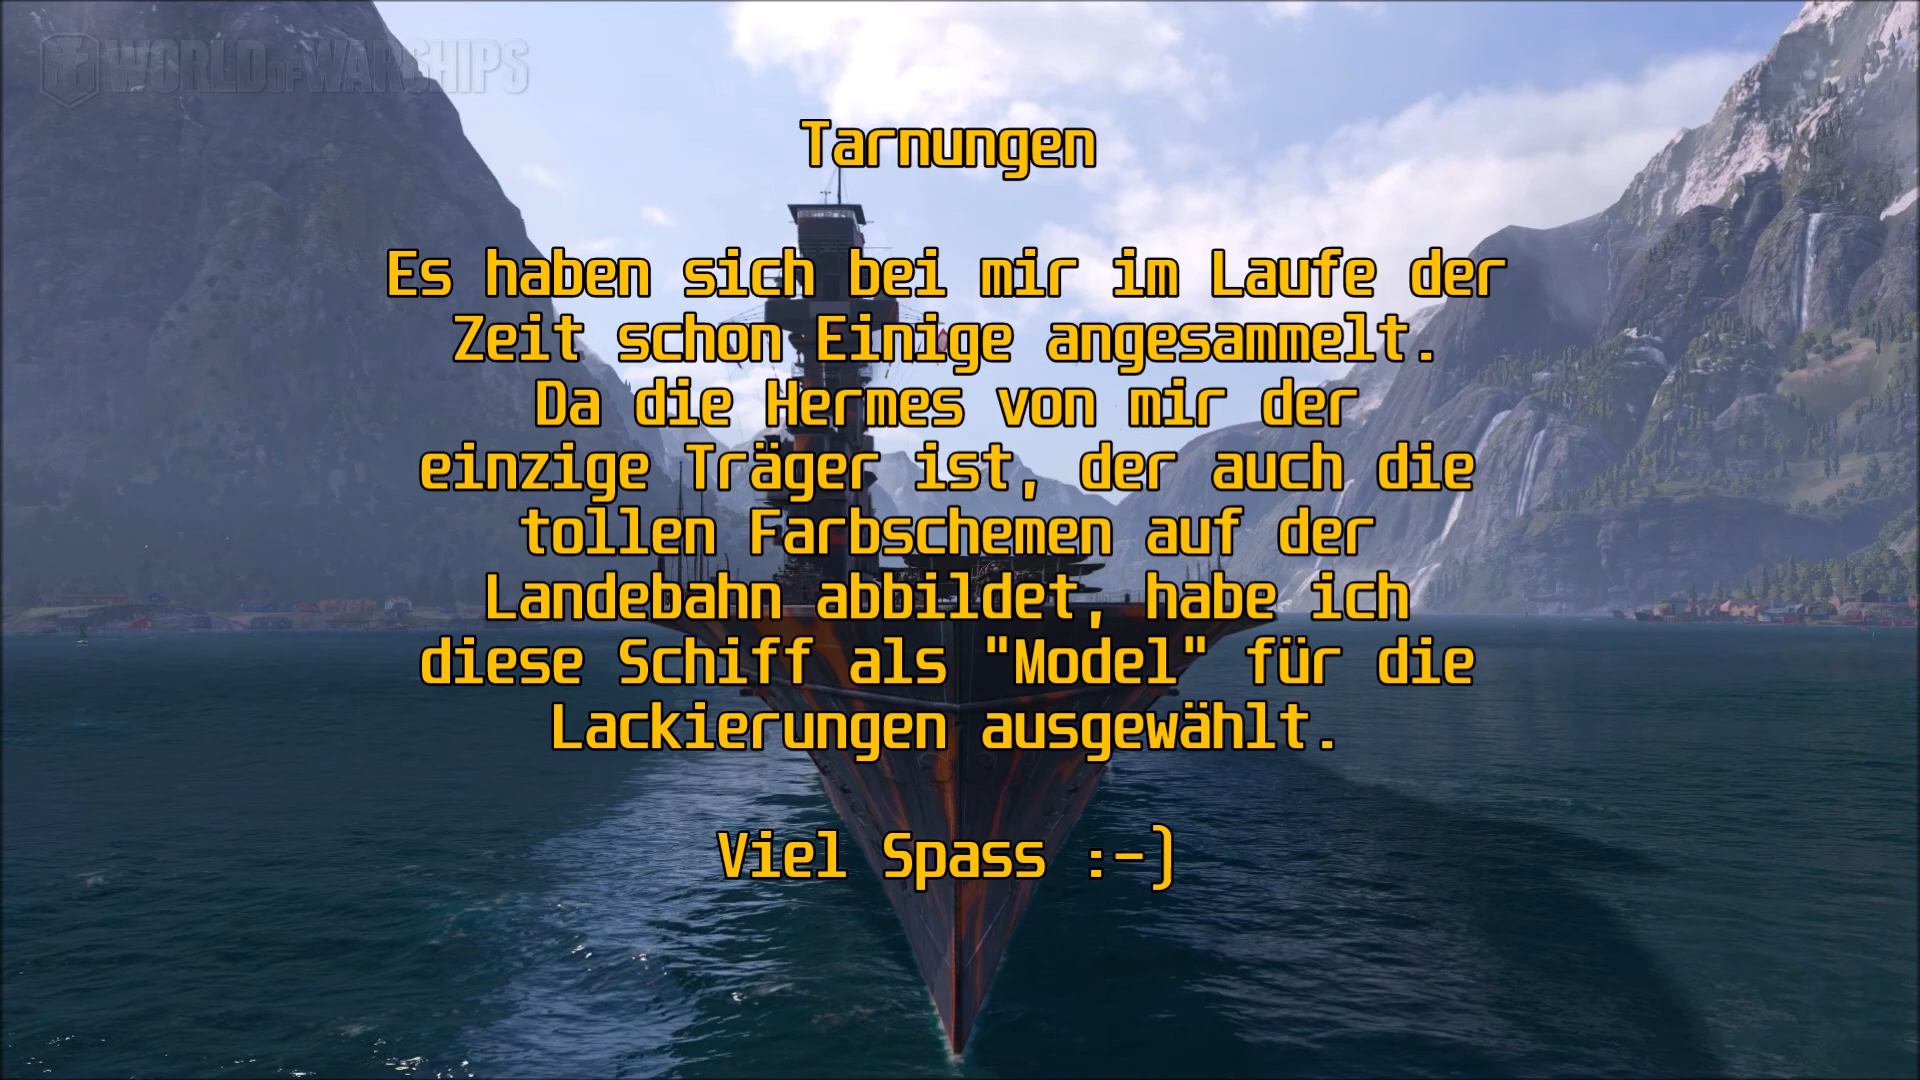 WORLD OF WARSHIPS
Tarnungen
Es haben sich bei mir im Laufe der
Zeit schon Einige angesammelt.
Da die Hermes von mir der
einzige Träger ist, der auch die
tollen Farbschemen auf der
Landebahn abbildet, habe ich
diese Schiff als "Model" für die
Lackierungen ausgewählt.
Viel Spass :-)